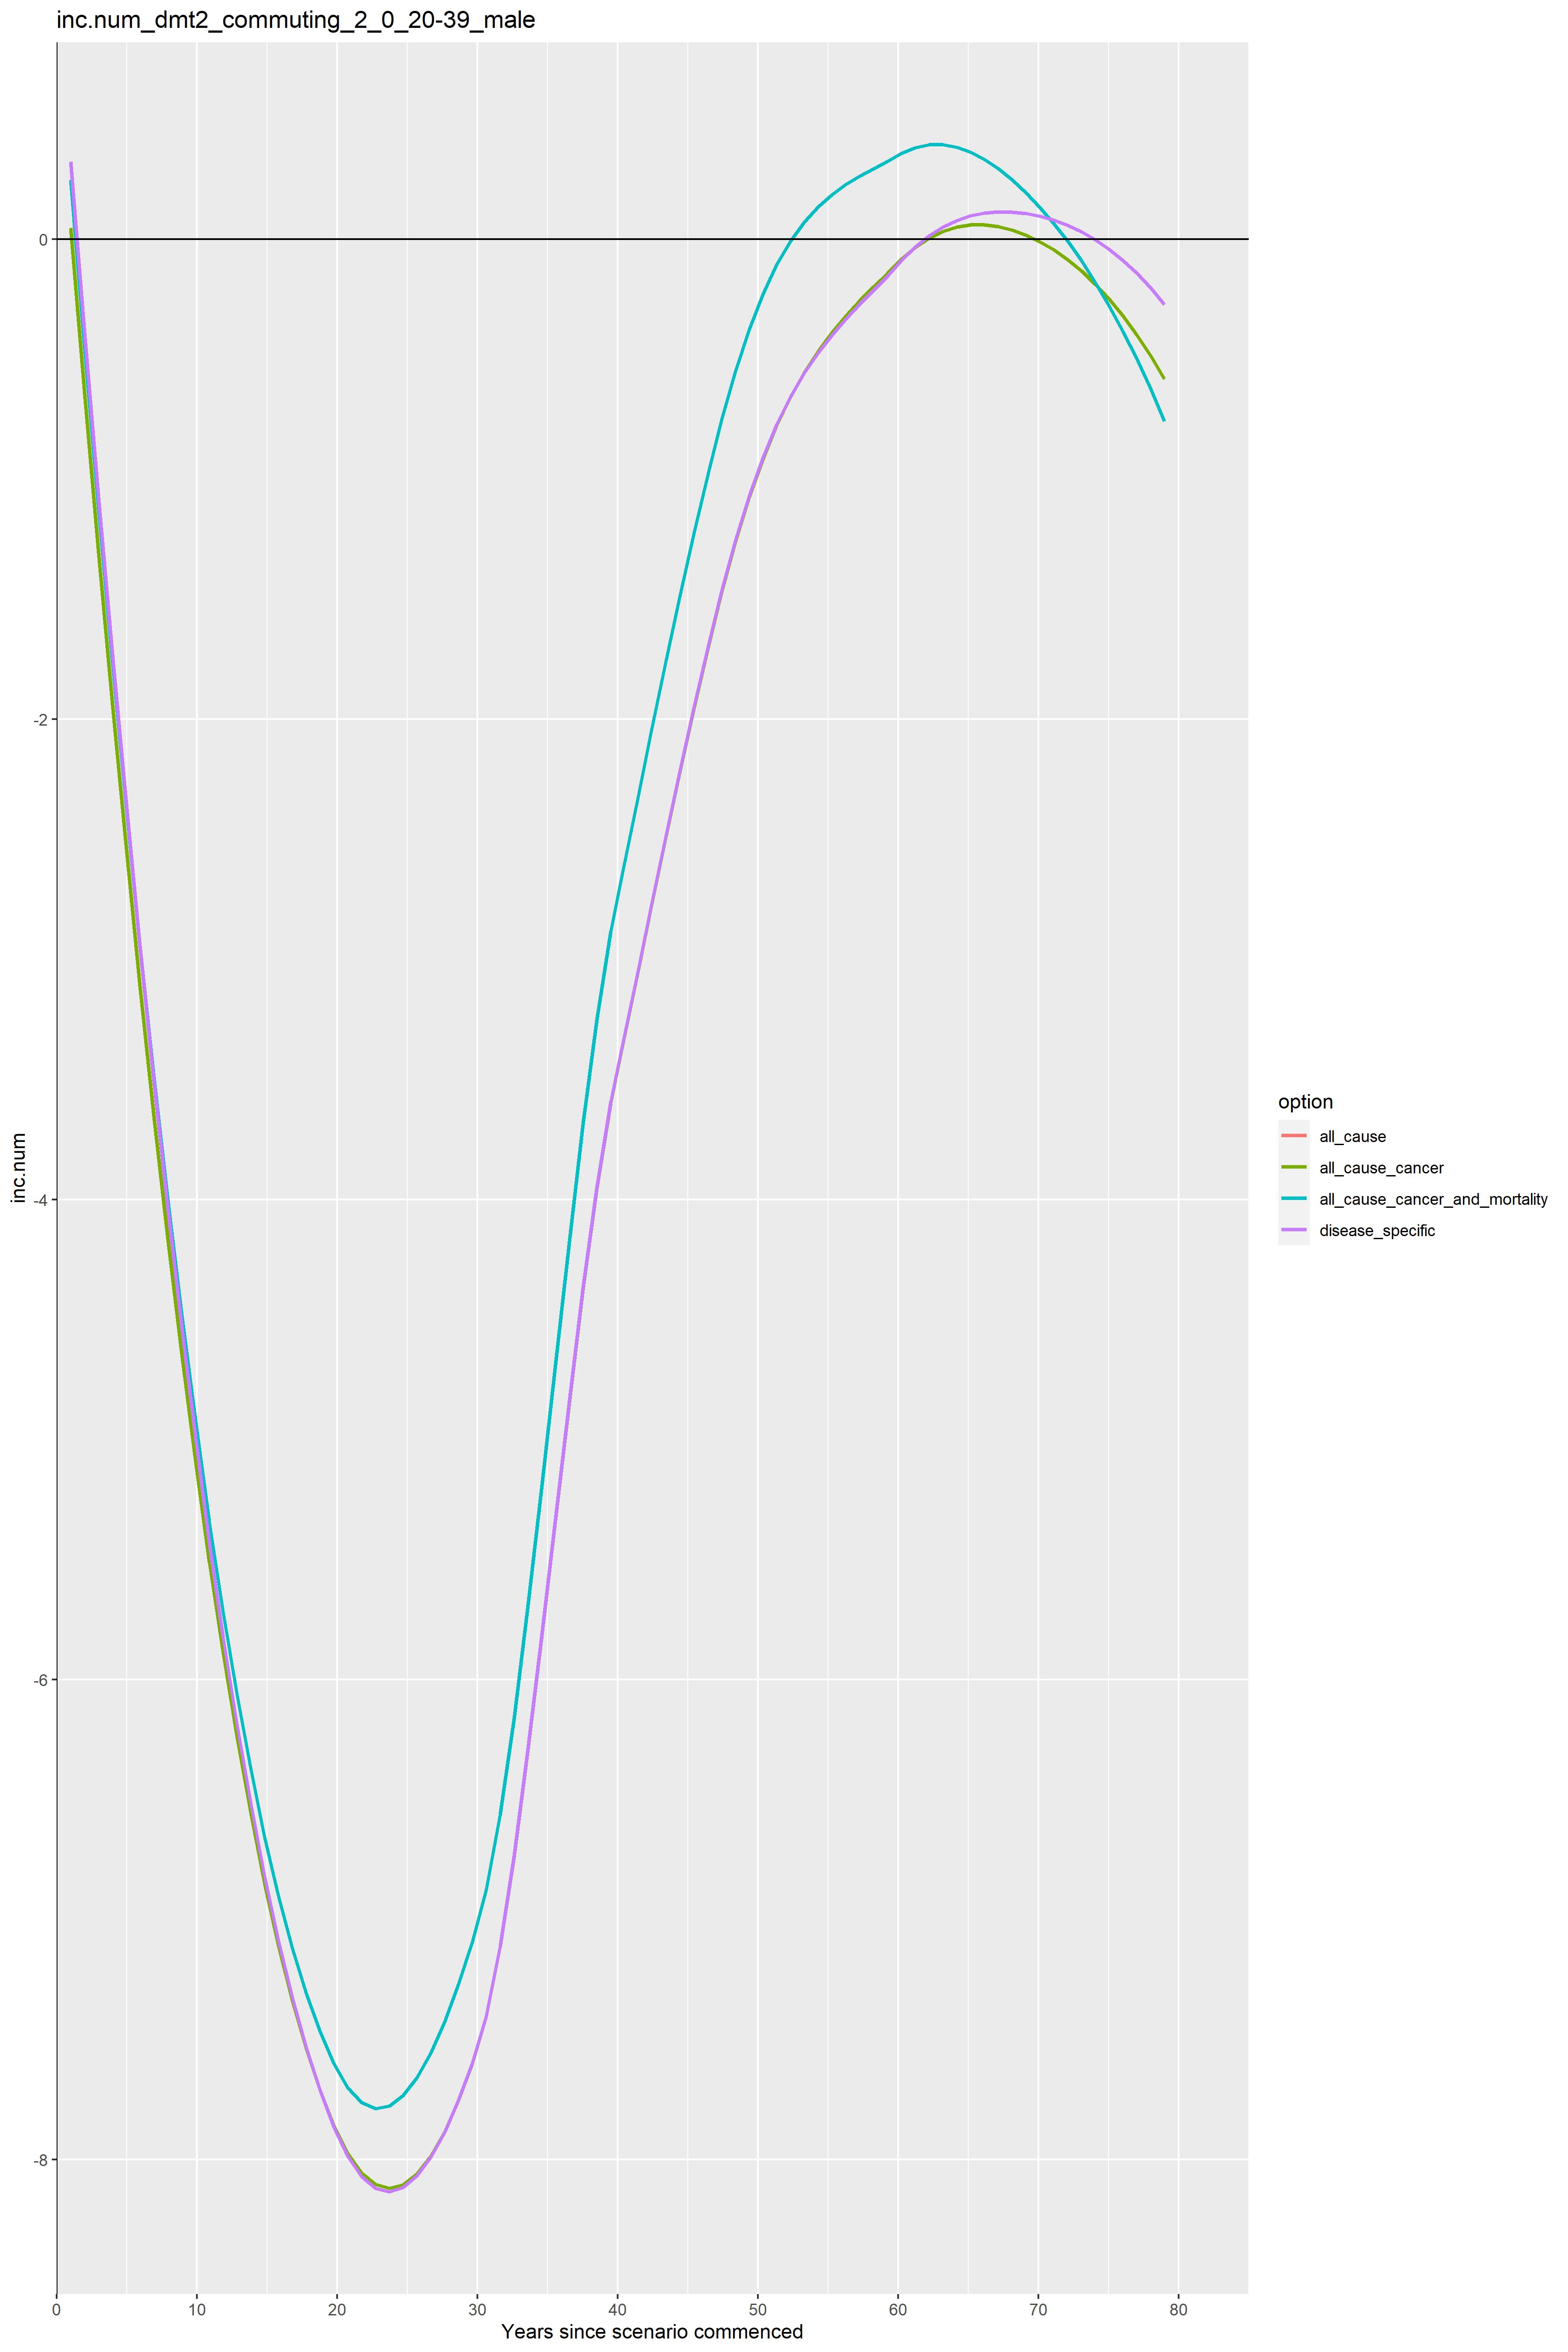 inc.num_dmt2_commuting_2_0_20-39_male
inc.num
0
-2
-4
-6
-8
0 10 20 30 40 50 60 70 80
Years since scenario commenced
option
all_cause
all_cause_cancer
all_cause_cancer_and_mortality
disease_specific